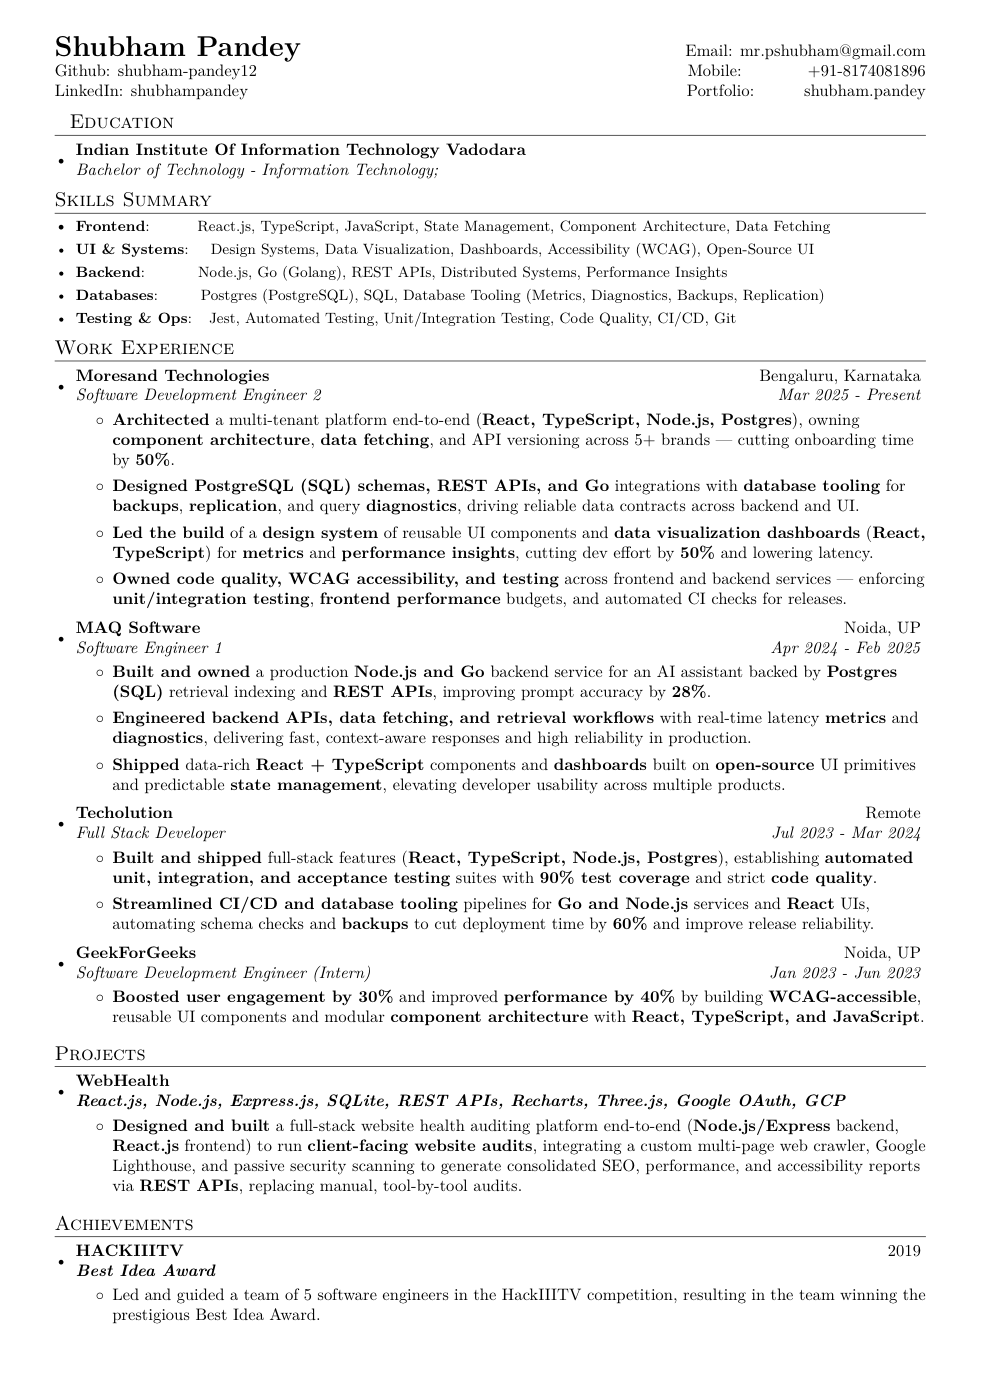 Shubham Pandey
Github: shubham-pandey12
LinkedIn: shubhampandey
Email: mr.pshubham@gmail.com
Mobile: +91-8174081896
Portfolio: shubham.pandey
Education
• Indian Institute Of Information Technology Vadodara
Bachelor of Technology - Information Technology;
Skills Summary
• Frontend: React.js, TypeScript, JavaScript, State Management, Component Architecture, Data Fetching
• UI & Systems: Design Systems, Data Visualization, Dashboards, Accessibility (WCAG), Open-Source UI
• Backend: Node.js, Go (Golang), REST APIs, Distributed Systems, Performance Insights
• Databases: Postgres (PostgreSQL), SQL, Database Tooling (Metrics, Diagnostics, Backups, Replication)
• Testing & Ops: Jest, Automated Testing, Unit/Integration Testing, Code Quality, CI/CD, Git
Work Experience
• Moresand Technologies Bengaluru, Karnataka
Software Development Engineer 2 Mar 2025 - Present
◦ Architected a multi-tenant platform end-to-end (React, TypeScript, Node.js, Postgres), owning
component architecture, data fetching, and API versioning across 5+ brands — cutting onboarding time
by 50%.
◦ Designed PostgreSQL (SQL) schemas, REST APIs, and Go integrations with database tooling for
backups, replication, and query diagnostics, driving reliable data contracts across backend and UI.
◦ Led the build of a design system of reusable UI components and data visualization dashboards (React,
TypeScript) for metrics and performance insights, cutting dev effort by 50% and lowering latency.
◦ Owned code quality, WCAG accessibility, and testing across frontend and backend services — enforcing
unit/integration testing, frontend performance budgets, and automated CI checks for releases.
• MAQ Software Noida, UP
Software Engineer 1 Apr 2024 - Feb 2025
◦ Built and owned a production Node.js and Go backend service for an AI assistant backed by Postgres
(SQL) retrieval indexing and REST APIs, improving prompt accuracy by 28%.
◦ Engineered backend APIs, data fetching, and retrieval workflows with real-time latency metrics and
diagnostics, delivering fast, context-aware responses and high reliability in production.
◦ Shipped data-rich React + TypeScript components and dashboards built on open-source UI primitives
and predictable state management, elevating developer usability across multiple products.
• Techolution Remote
Full Stack Developer Jul 2023 - Mar 2024
◦ Built and shipped full-stack features (React, TypeScript, Node.js, Postgres), establishing automated
unit, integration, and acceptance testing suites with 90% test coverage and strict code quality.
◦ Streamlined CI/CD and database tooling pipelines for Go and Node.js services and React UIs,
automating schema checks and backups to cut deployment time by 60% and improve release reliability.
• GeekForGeeks Noida, UP
Software Development Engineer (Intern) Jan 2023 - Jun 2023
◦ Boosted user engagement by 30% and improved performance by 40% by building WCAG-accessible,
reusable UI components and modular component architecture with React, TypeScript, and JavaScript.
Projects
• WebHealth
React.js, Node.js, Express.js, SQLite, REST APIs, Recharts, Three.js, Google OAuth, GCP
◦ Designed and built a full-stack website health auditing platform end-to-end (Node.js/Express backend,
React.js frontend) to run client-facing website audits, integrating a custom multi-page web crawler, Google
Lighthouse, and passive security scanning to generate consolidated SEO, performance, and accessibility reports
via REST APIs, replacing manual, tool-by-tool audits.
Achievements
• HACKIIITV 2019
Best Idea Award
◦ Led and guided a team of 5 software engineers in the HackIIITV competition, resulting in the team winning the
prestigious Best Idea Award.